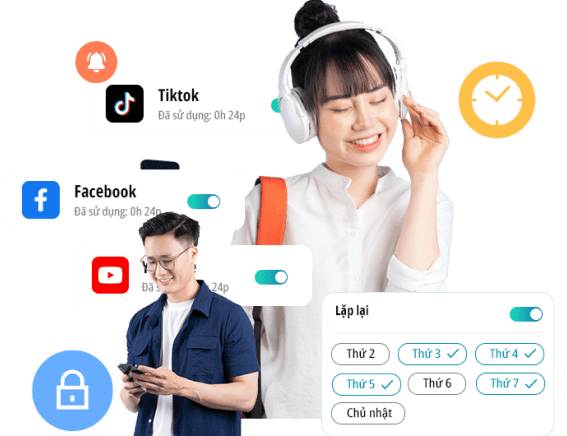 Tiktok
Đã sử dụng: 0h 24p
Facebook
Đã sử dụng: 0h 24p
24p
Lặp lại
Thứ 2
Thứ 3
Thứ 4
Thứ 5
Thứ 6
Thứ 7
Chủ nhật